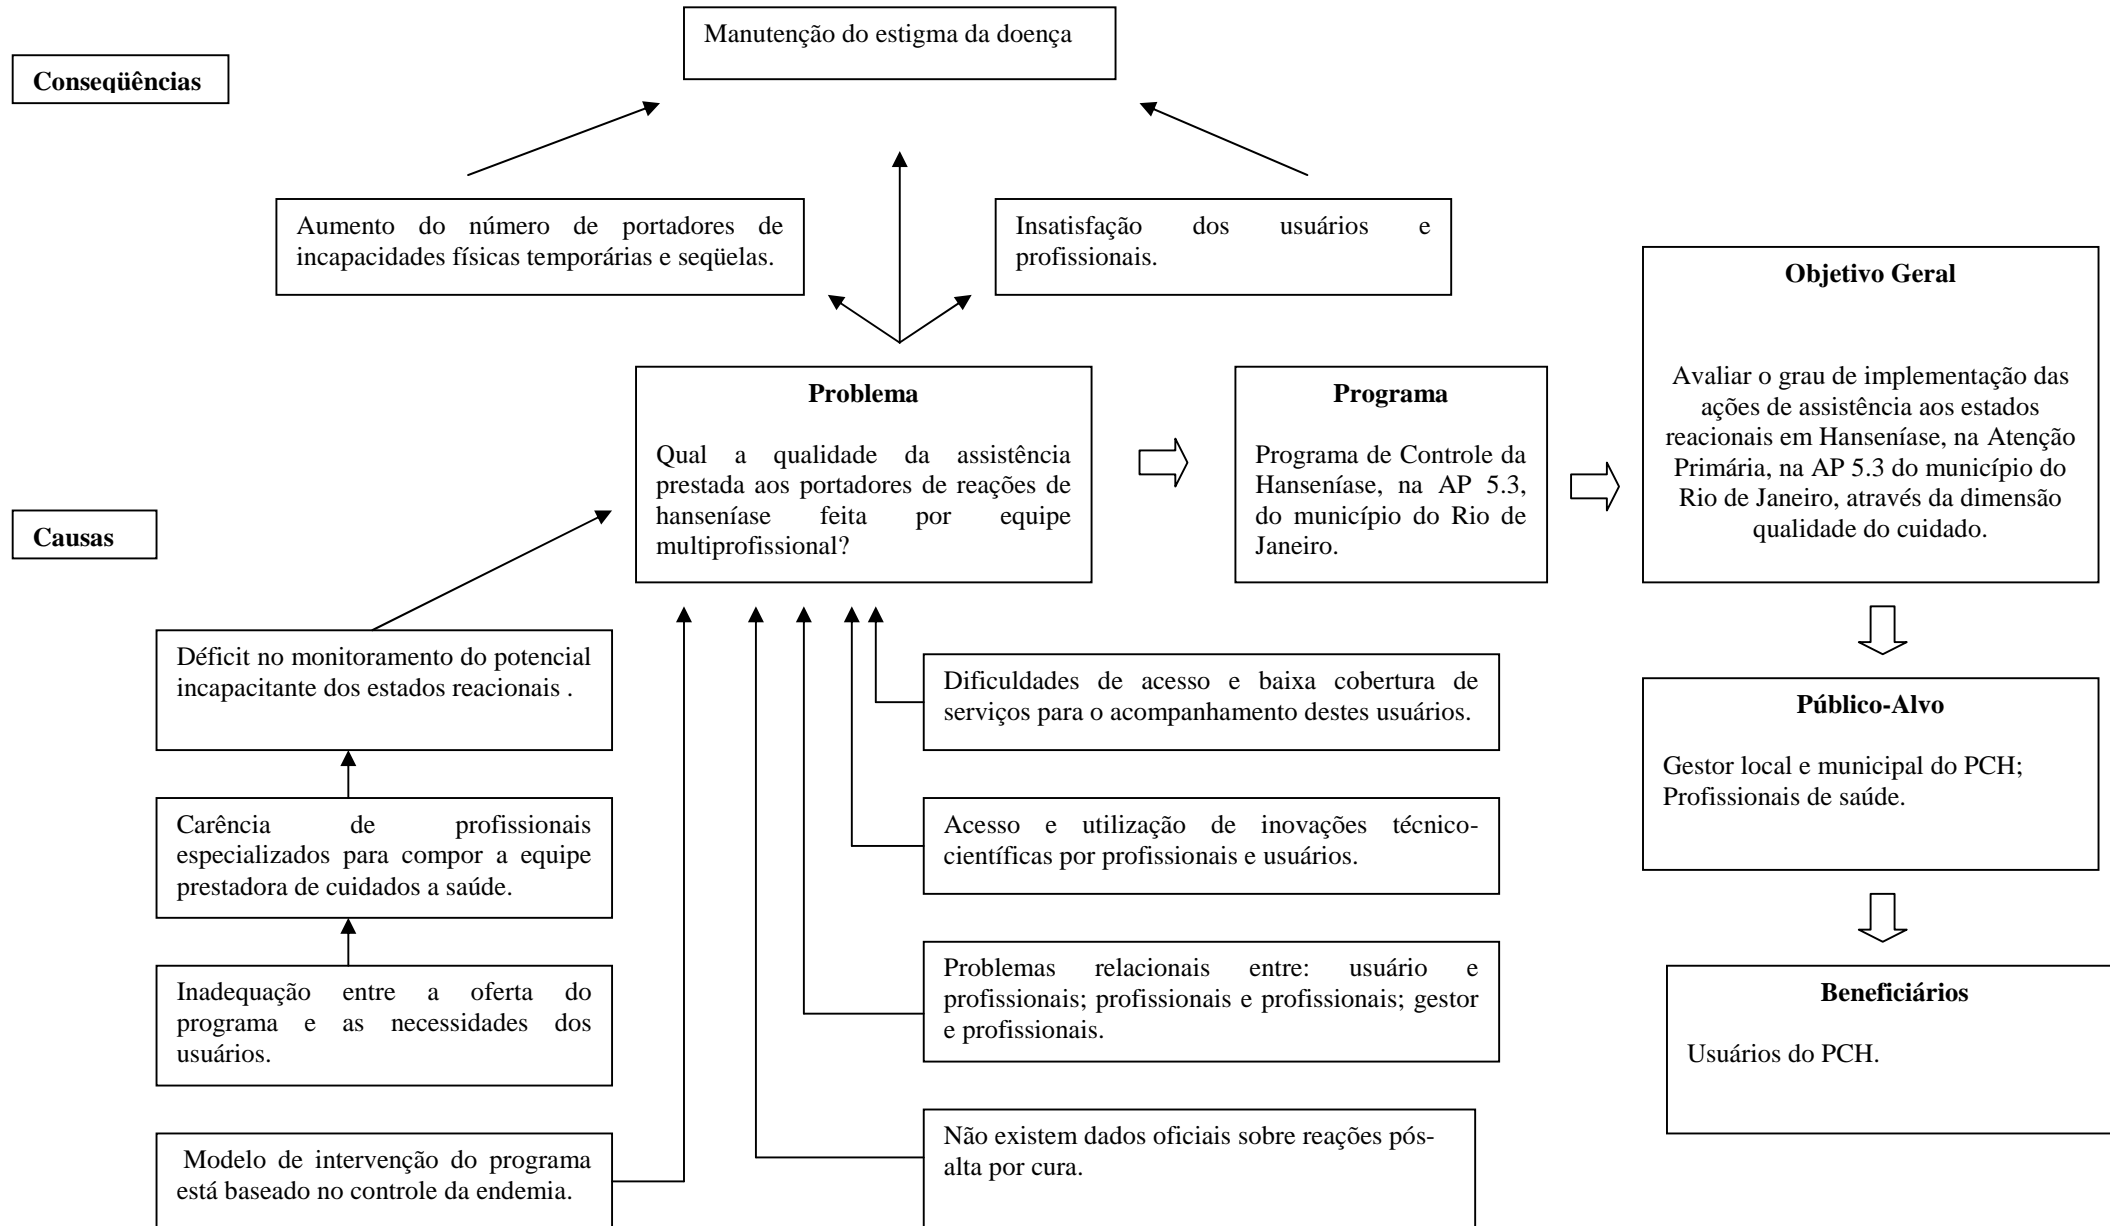 Manutenção do estigma da doença
Conseqüências
Aumento do número de portadores de
incapacidades físicas temporárias e seqüelas.
Insatisfação dos usuários e
profissionais.
Objetivo Geral
Avaliar o grau de implementação das
ações de assistência aos estados
reacionais em Hanseníase, na Atenção
Primária, na AP 5.3 do município do
Rio de Janeiro, através da dimensão
qualidade do cuidado.
Problema
Qual a qualidade da assistência
prestada aos portadores de reações de
hanseníase feita por equipe
multiprofissional?
Programa
Programa de Controle da
Hanseníase, na AP 5.3,
do município do Rio de
Janeiro.
Causas
Déficit no monitoramento do potencial
incapacitante dos estados reacionais .
Carência de profissionais
especializados para compor a equipe
prestadora de cuidados a saúde.
Inadequação entre a oferta do
programa e as necessidades dos
usuários.
Modelo de intervenção do programa
está baseado no controle da endemia.
Dificuldades de acesso e baixa cobertura de
serviços para o acompanhamento destes usuários.
Acesso e utilização de inovações técnico-
científicas por profissionais e usuários.
Problemas relacionais entre: usuário e
profissionais; profissionais e profissionais; gestor
e profissionais.
Não existem dados oficiais sobre reações pós-
alta por cura.
Público-Alvo
Gestor local e municipal do PCH;
Profissionais de saúde.
Beneficiários
Usuários do PCH.